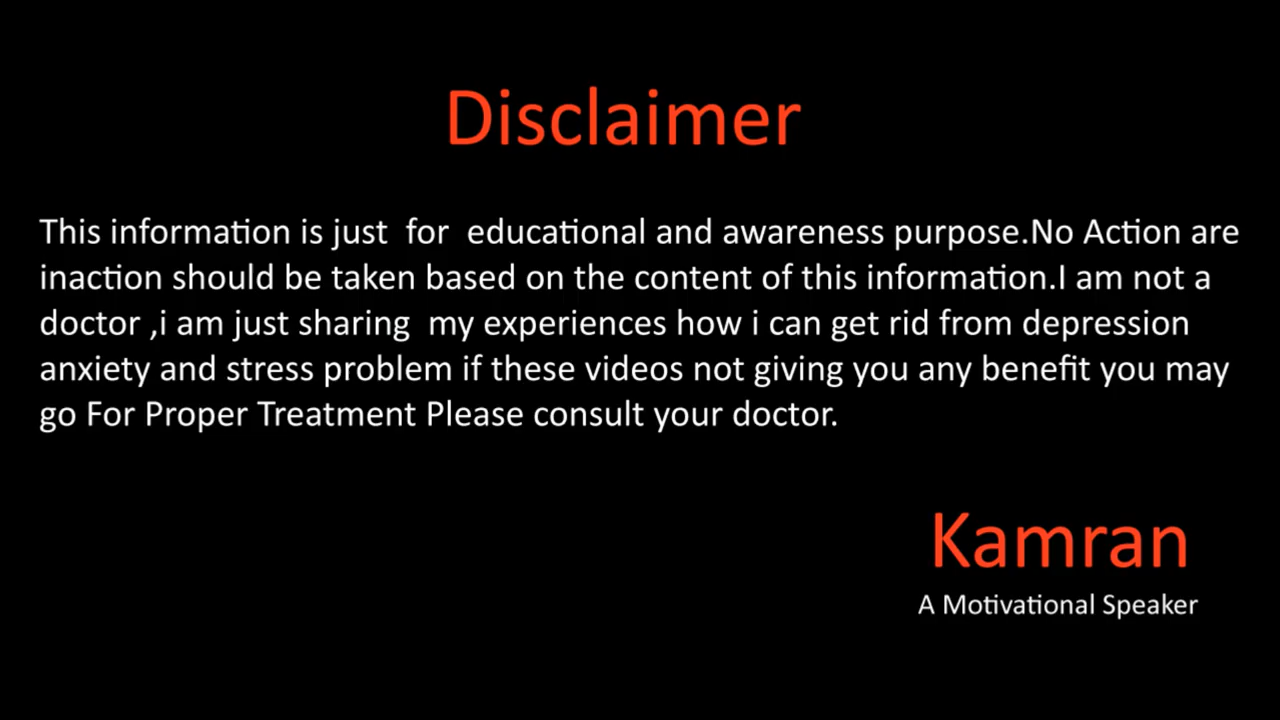 Disclaimer
This information is just  for  educational and awareness purpose.No Action are
inaction should be taken based on the content of this information.I am not a
doctor ,i am just sharing  my experiences how i can get rid from depression
anxiety and stress problem if these videos not giving you any benefit you may
go For Proper Treatment Please consult your doctor.
Kamran
A Motivational Speaker